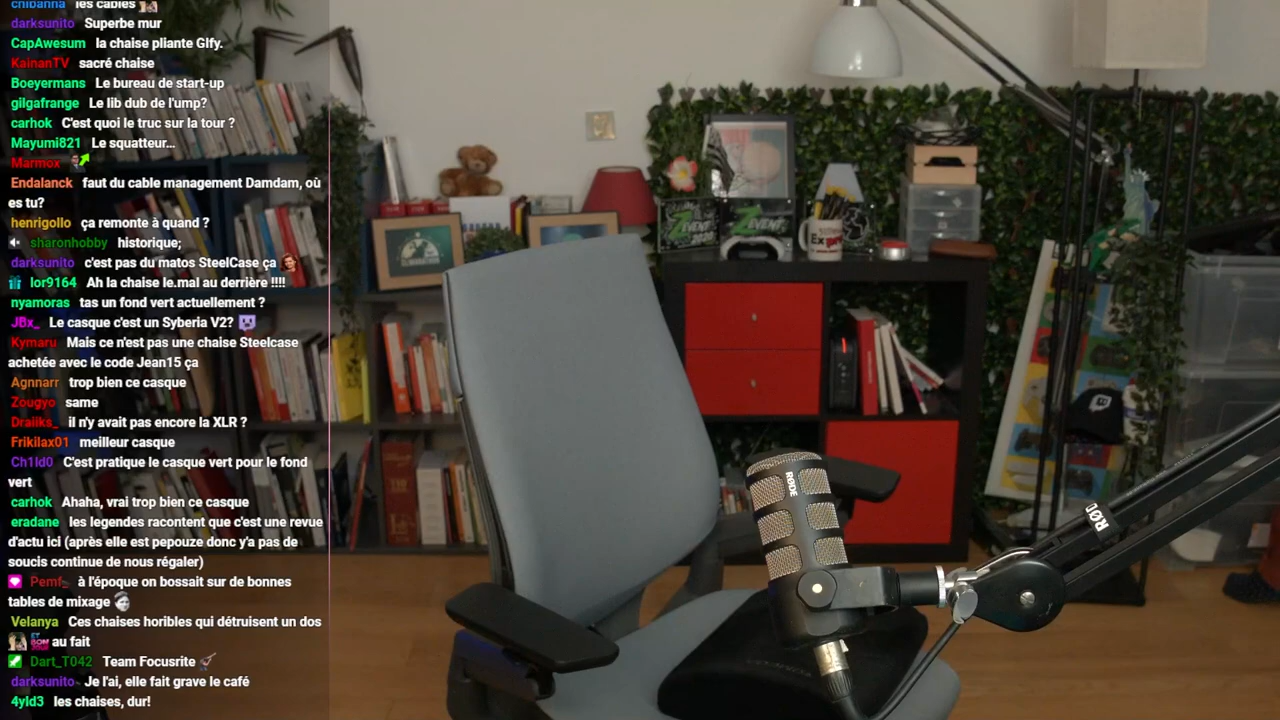 chibanna les cables
darksunito Superbe mur
CapAwesum la chaise pliante GIfy.
KainanTV sacré chaise
Boeyermans Le bureau de start-up
gilgafrange Le lib dub de l'ump?
carhok C'est quoi le truc sur la tour ?
Mayumi821 Le squatteur...
Marmox
Endalanck faut du cable management Damdam, où
es tu?
henrigollo ça remonte à quand ?
sharonhobby historique;
darksunito c'est pas du matos SteelCase ça
lor9164 Ah la chaise le.mal au derrière !!!!
nyamoras tas un fond vert actuellement ?
JBx_ Le casque c'est un Syberia V2?
Kymaru Mais ce n'est pas une chaise Steelcase
achetée avec le code Jean15 ça
Agnnarr trop bien ce casque
Zougyo same
Draiiks_ il n'y avait pas encore la XLR ?
Frikilax01 meilleur casque
Ch1ld0 C'est pratique le casque vert pour le fond
vert
carhok Ahaha, vrai trop bien ce casque
eradane les legendes racontent que c'est une revue
d'actu ici (après elle est pepouze donc y'a pas de
soucis continue de nous régaler)
Pemf_ à l'époque on bossait sur de bonnes
tables de mixage
Velanya Ces chaises horribles qui détruisent un dos
au fait
Dart_T042 Team Focusrite
darksunito Je l'ai, elle fait grave le café
4yld3 les chaises, dur!
ZEVENT
ZEVENT
RØDE
RØD